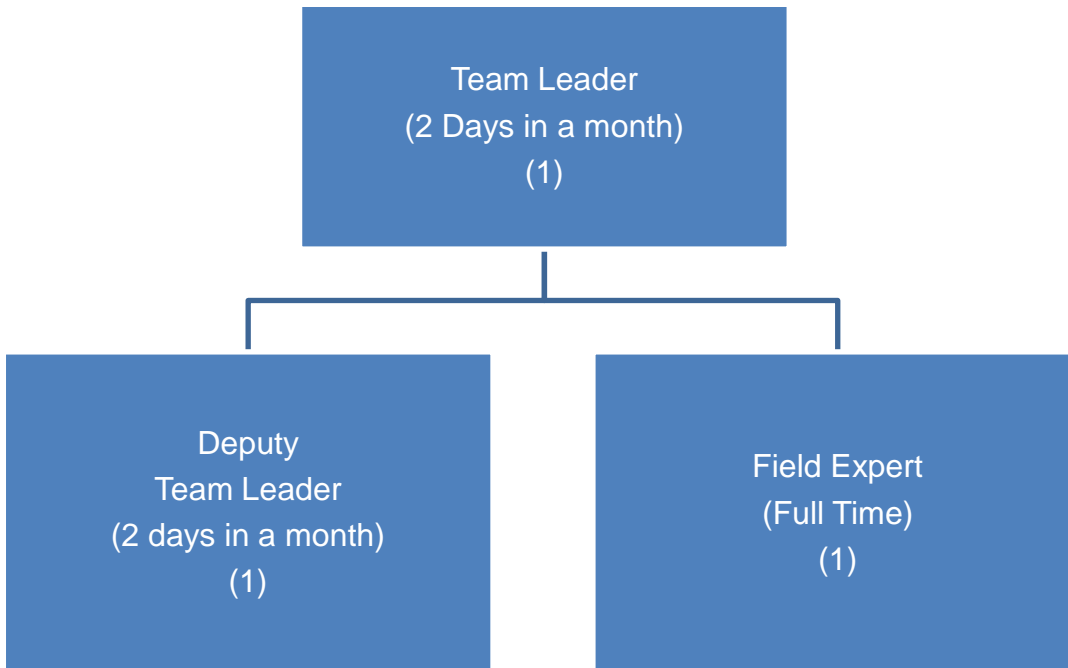 Team Leader
(2 Days in a month)
(1)
Deputy
Team Leader
(2 days in a month)
(1)
Field Expert
(Full Time)
(1)